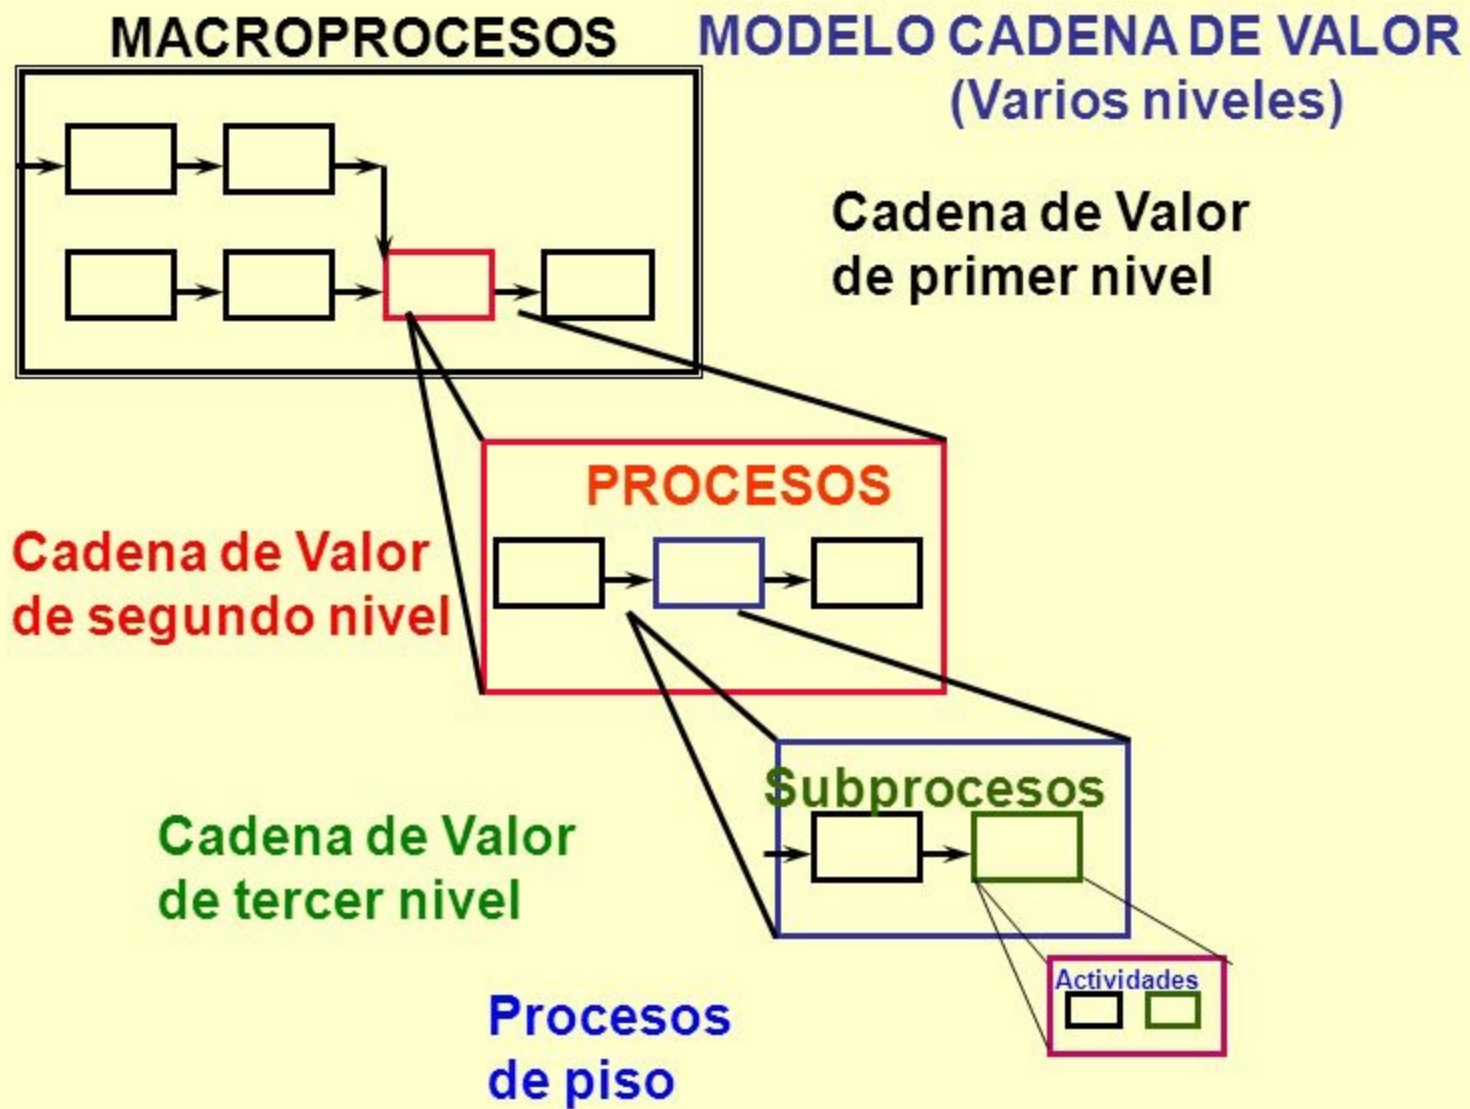 MACROPROCESOS
MODELO CADENA DE VALOR
(Varios niveles)
Cadena de Valor
de primer nivel
PROCESOS
Cadena de Valor
de segundo nivel
Subprocesos
Cadena de Valor
de tercer nivel
Actividades
Procesos
de piso